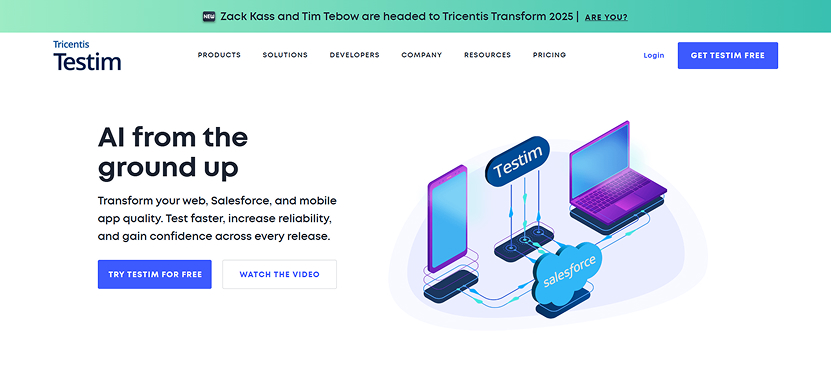 NEW Zack Kass and Tim Tebow are headed to Tricentis Transform 2025 | ARE YOU?
Tricentis
Testim
PRODUCTS SOLUTIONS DEVELOPERS COMPANY RESOURCES PRICING Login GET TESTIM FREE
AI from the
ground up
Transform your web, Salesforce, and mobile
app quality. Test faster, increase reliability,
and gain confidence across every release.
TRY TESTIM FOR FREE WATCH THE VIDEO
Testim
salesforce